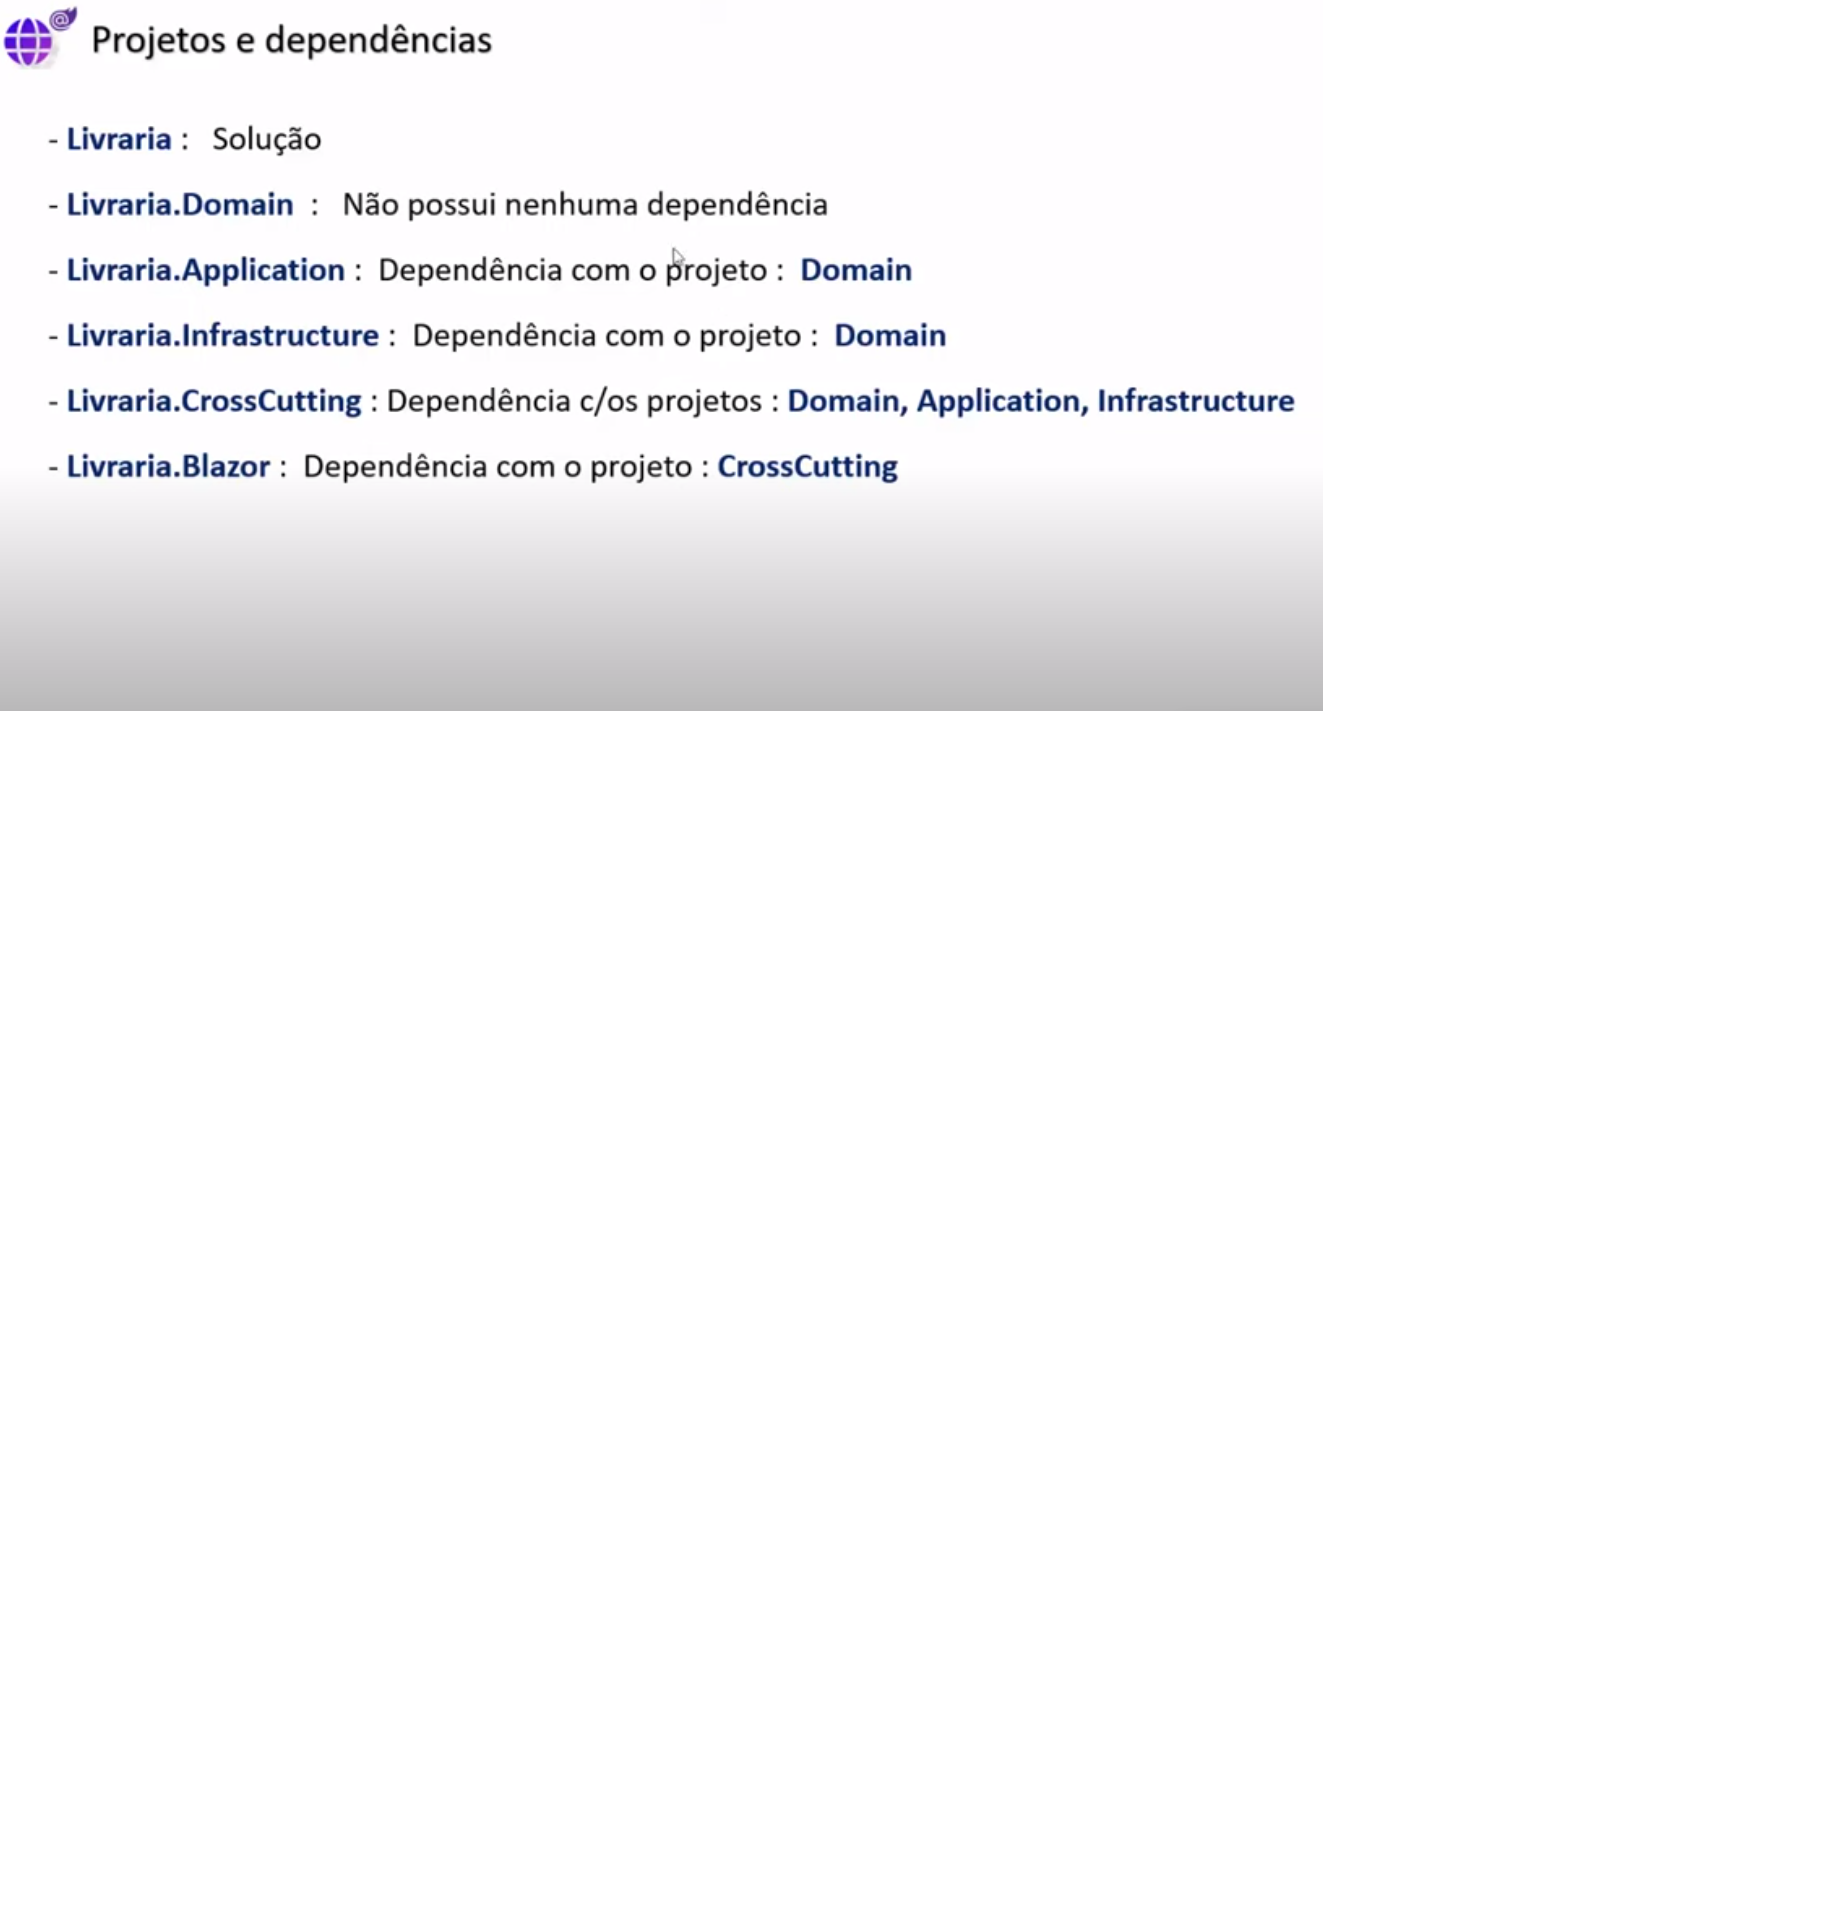 Projetos e dependências
- Livraria : Solução
- Livraria.Domain : Não possui nenhuma dependência
- Livraria.Application : Dependência com o projeto : Domain
- Livraria.Infrastructure : Dependência com o projeto : Domain
- Livraria.CrossCutting : Dependência c/os projetos : Domain, Application, Infrastructure
- Livraria.Blazor : Dependência com o projeto : CrossCutting